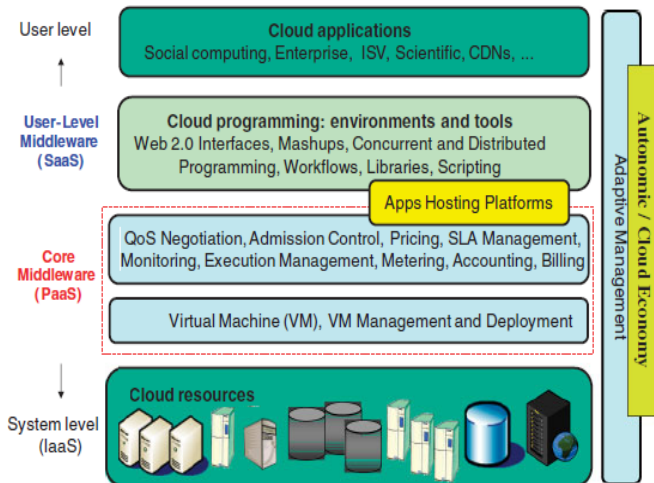 User level
Cloud applications
Social computing, Enterprise, ISV, Scientific, CDNs, ...
User-Level
Middleware
(SaaS)
Cloud programming: environments and tools
Web 2.0 Interfaces, Mashups, Concurrent and Distributed
Programming, Workflows, Libraries, Scripting
Apps Hosting Platforms
Core
Middleware
(PaaS)
QoS Negotiation, Admission Control, Pricing, SLA Management,
Monitoring, Execution Management, Metering, Accounting, Billing
Virtual Machine (VM), VM Management and Deployment
System level
(IaaS)
Cloud resources
Adaptive Management
Autonomic / Cloud Economy